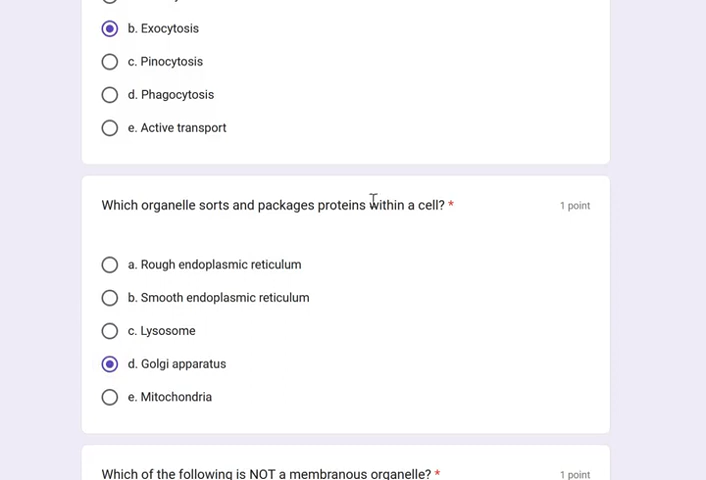 b. Exocytosis
c. Pinocytosis
d. Phagocytosis
e. Active transport
Which organelle sorts and packages proteins within a cell? * 1 point
a. Rough endoplasmic reticulum
b. Smooth endoplasmic reticulum
c. Lysosome
d. Golgi apparatus
e. Mitochondria
Which of the following is NOT a membranous organelle? * 1 point